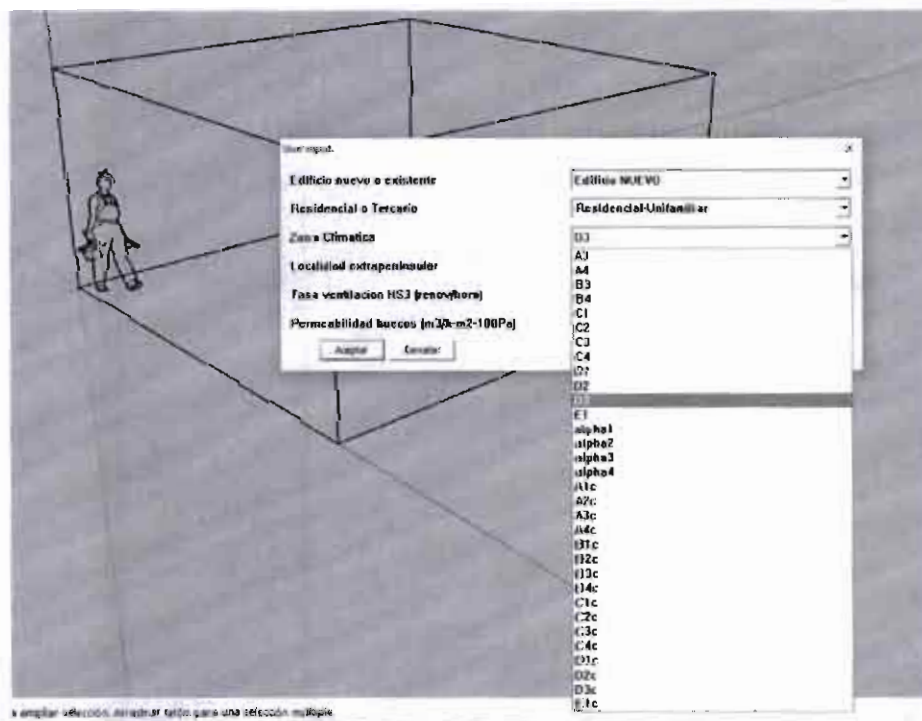 User input.
Edificio nuevo o existente
Edificio NUEVO
Residencial o Terciario
Residencial-Unifamiliar
Zona Climatica
D3
Localidad extrapeninsular
Tasa ventilacion HS3 (renov/hora)
Permeabilidad huecos (m3/h-m2-100Pa)
Aceptar
Cancelar
A3
A4
B3
B4
C1
C2
C3
C4
D1
D2
D3
E1
alpha1
alpha2
alpha3
alpha4
A1c
A2c
A3c
A4c
B1c
B2c
B3c
B4c
C1c
C2c
C3c
C4c
D1c
D2c
D3c
E1c
a ampliar selección. Arrastrar ratón para una selección múltiple